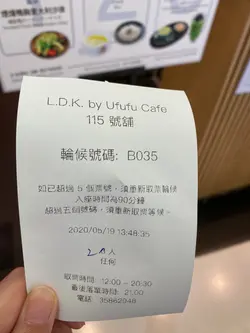 L.D.K. by Ufufu Cafe
115 號舖
輪候號碼: B035
如已超過 5 個票號，須重新取票輪候
入座時間為90分鐘
超過五個號碼，須重新取票等候。
2020/05/19 13:48:35
2人
任何
取票時間: 12:00 - 20:30
最後落單時間: 21:00
電話: 35882948